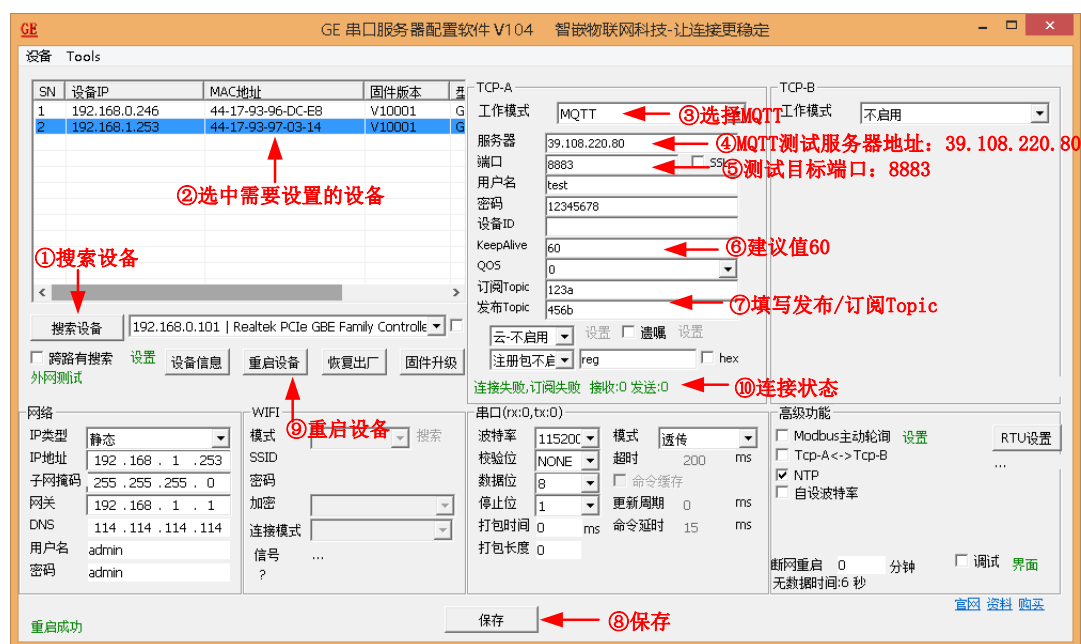 GE GE 串口服务器配置软件 V104 智嵌物联网科技-让连接更稳定
设备 Tools
SN 设备IP MAC地址 固件版本 型
1 192.168.0.246 44-17-93-96-DC-E8 V10001 G
2 192.168.1.253 44-17-93-97-03-14 V10001 G
②选中需要设置的设备
①搜索设备
搜索设备 192.168.0.101 | Realtek PCIe GBE Family Controlle
跨路有搜索 设置 设备信息 重启设备 恢复出厂 固件升级
外网测试
⑨重启设备
TCP-A
工作模式 MQTT ③选择MQTT
服务器 39.108.220.80 ④MQTT测试服务器地址：39.108.220.80
端口 8883 SSL ⑤测试目标端口：8883
用户名 test
密码 12345678
设备ID
KeepAlive 60 ⑥建议值60
QOS 0
订阅Topic 123a
发布Topic 456b ⑦填写发布/订阅Topic
云-不启用 设置 遗嘱 设置
注册包不启 reg hex
连接失败,订阅失败 接收:0 发送:0 ⑩连接状态
TCP-B
工作模式 不启用
网络
IP类型 静态
IP地址 192 .168 . 1 .253
子网掩码 255 .255 .255 . 0
网关 192 .168 . 1 . 1
DNS 114 .114 .114 .114
用户名 admin
密码 admin
WIFI
模式 搜索
SSID
密码
加密
连接模式
信号 ...
?
串口(rx:0,tx:0)
波特率 115200 模式 透传
校验位 NONE 超时 200 ms
数据位 8 命令缓存
停止位 1 更新周期 0 ms
打包时间 0 ms 命令延时 15 ms
打包长度 0
高级功能
Modbus主动轮询 设置 RTU设置
Tcp-A<->Tcp-B ...
NTP
自设波特率
断网重启 0 分钟 调试 界面
无数据时间:6 秒
官网 资料 购买
重启成功 保存 ⑧保存